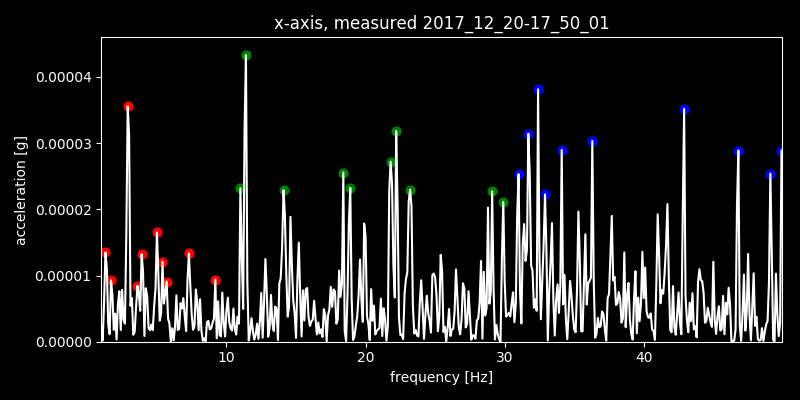 x-axis, measured 2017_12_20-17_50_01
acceleration [g]
0.00004
0.00003
0.00002
0.00001
0.00000
10 20 30 40
frequency [Hz]